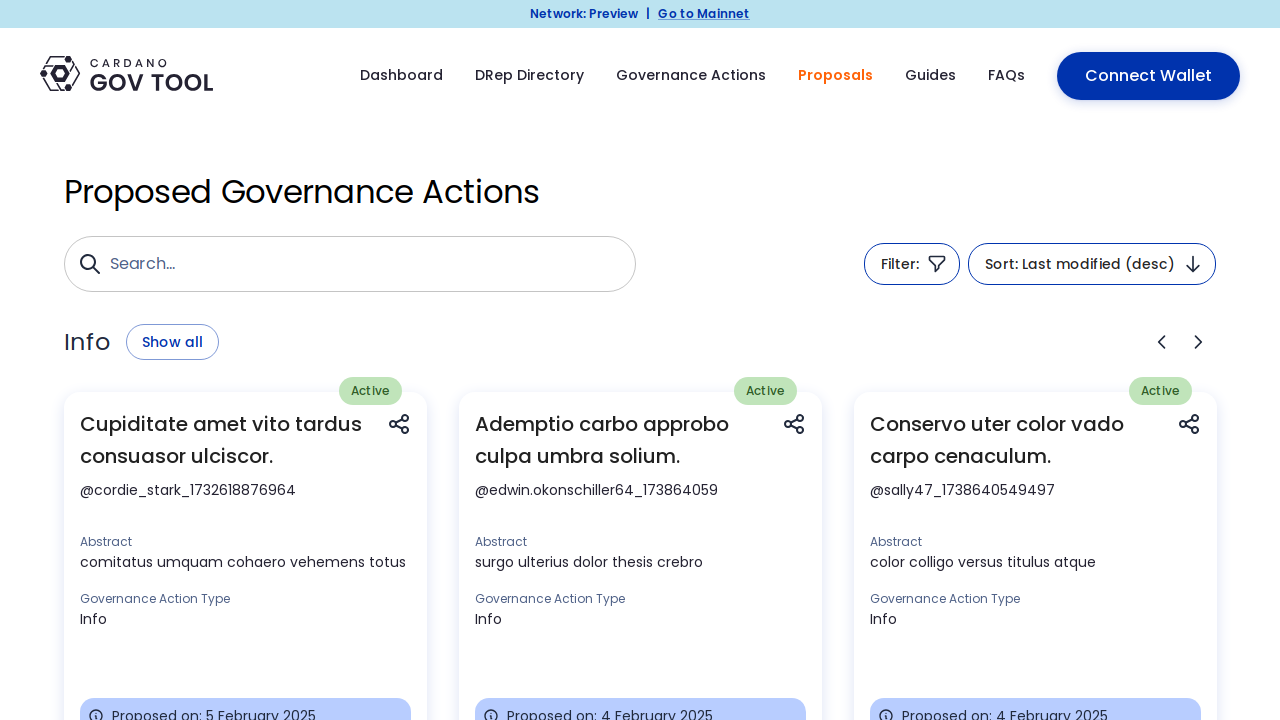 Network: Preview | Go to Mainnet
CARDANO
GOV TOOL
Dashboard
DRep Directory
Governance Actions
Proposals
Guides
FAQs
Connect Wallet
Proposed Governance Actions
Search...
Filter:
Sort: Last modified (desc)
Info
Show all
Active
Cupiditate amet vito tardus
consuasor ulciscor.
@cordie_stark_1732618876964
Abstract
comitatus umquam cohaero vehemens totus
Governance Action Type
Info
Proposed on: 5 February 2025
Active
Ademptio carbo approbo
culpa umbra solium.
@edwin.okonschiller64_173864059
Abstract
surgo ulterius dolor thesis crebro
Governance Action Type
Info
Proposed on: 4 February 2025
Active
Conservo uter color vado
carpo cenaculum.
@sally47_1738640549497
Abstract
color colligo versus titulus atque
Governance Action Type
Info
Proposed on: 4 February 2025